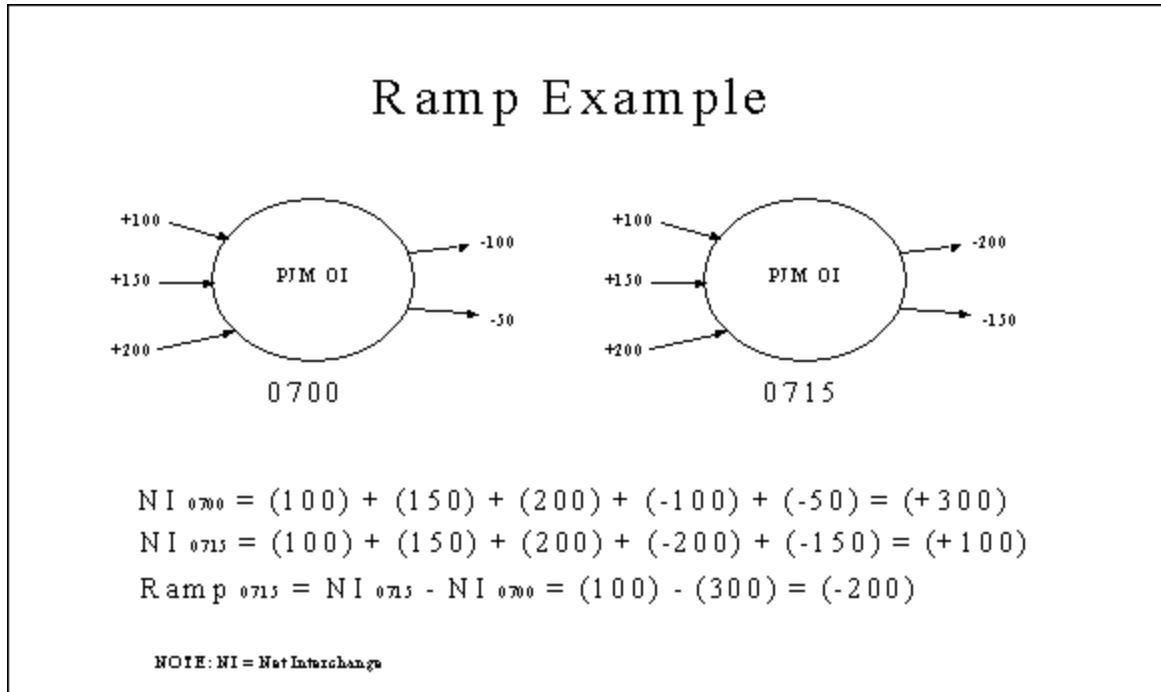 Ramp Example
+100
+150
+200
PJM OI
-100
-50
0700
+100
+150
+200
PJM OI
-200
-150
0715
NI 0700 = (100) + (150) + (200) + (-100) + (-50) = (+300)
NI 0715 = (100) + (150) + (200) + (-200) + (-150) = (+100)
Ramp 0715 = NI 0715 - NI 0700 = (100) - (300) = (-200)
NOTE: NI = Net Interchange